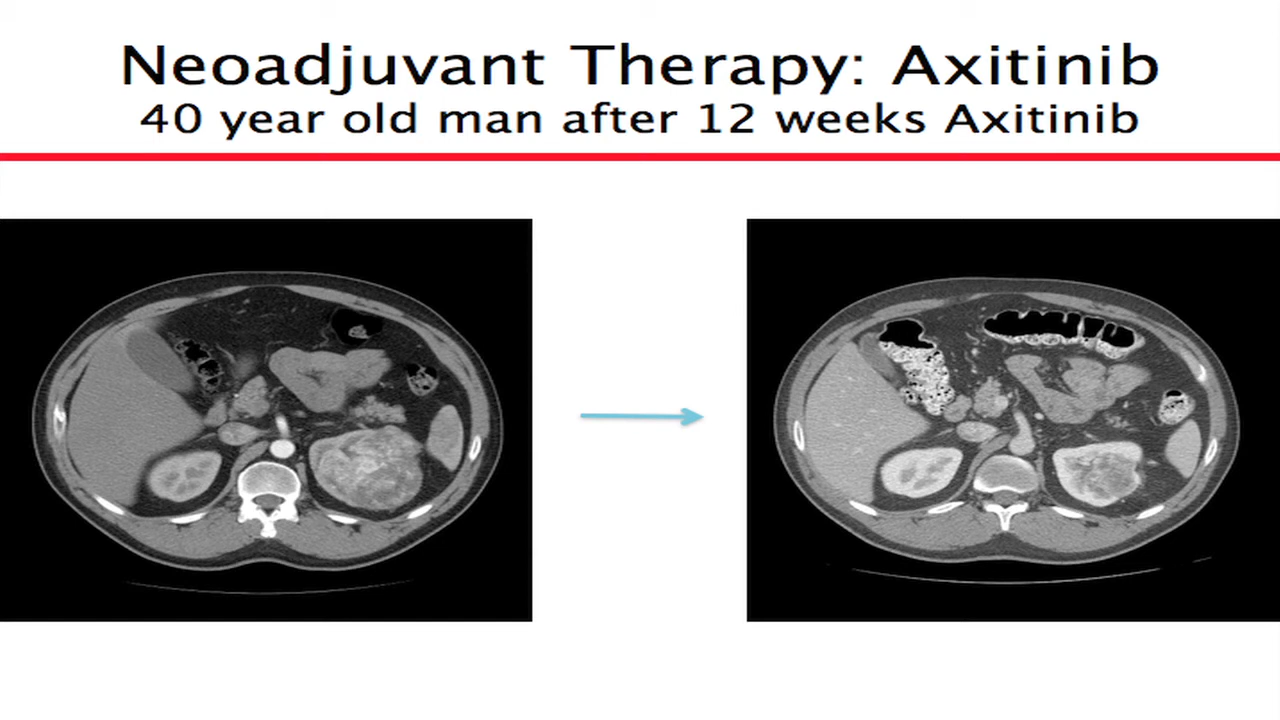 Neoadjuvant Therapy: Axitinib
40 year old man after 12 weeks Axitinib